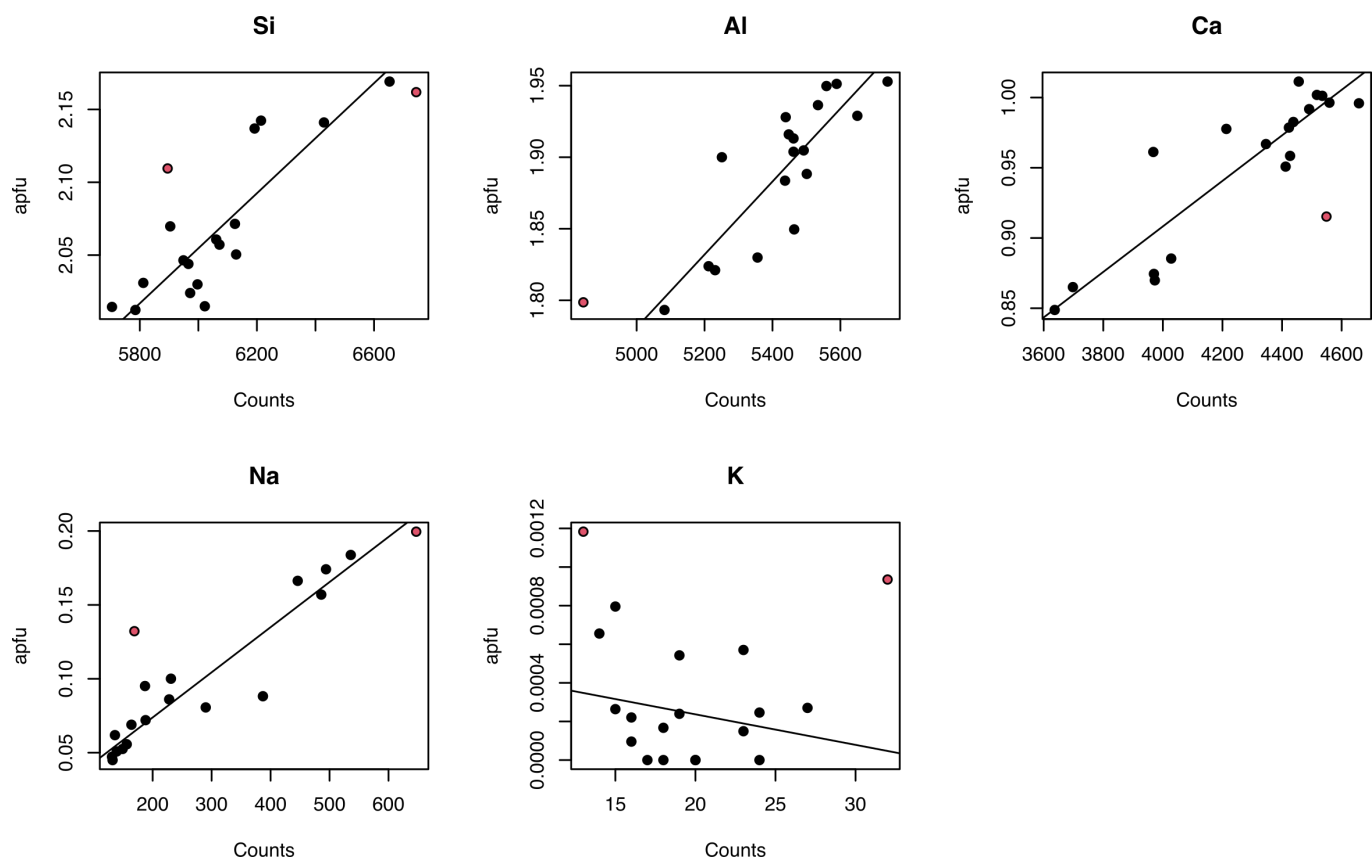 Si
apfu
2.05 2.10 2.15
5800 6200 6600
Counts
Al
apfu
1.80 1.85 1.90 1.95
5000 5200 5400 5600
Counts
Ca
apfu
0.85 0.90 0.95 1.00
3600 3800 4000 4200 4400 4600
Counts
Na
apfu
0.05 0.10 0.15 0.20
200 300 400 500 600
Counts
K
apfu
0.0000 0.0004 0.0008 0.0012
15 20 25 30
Counts